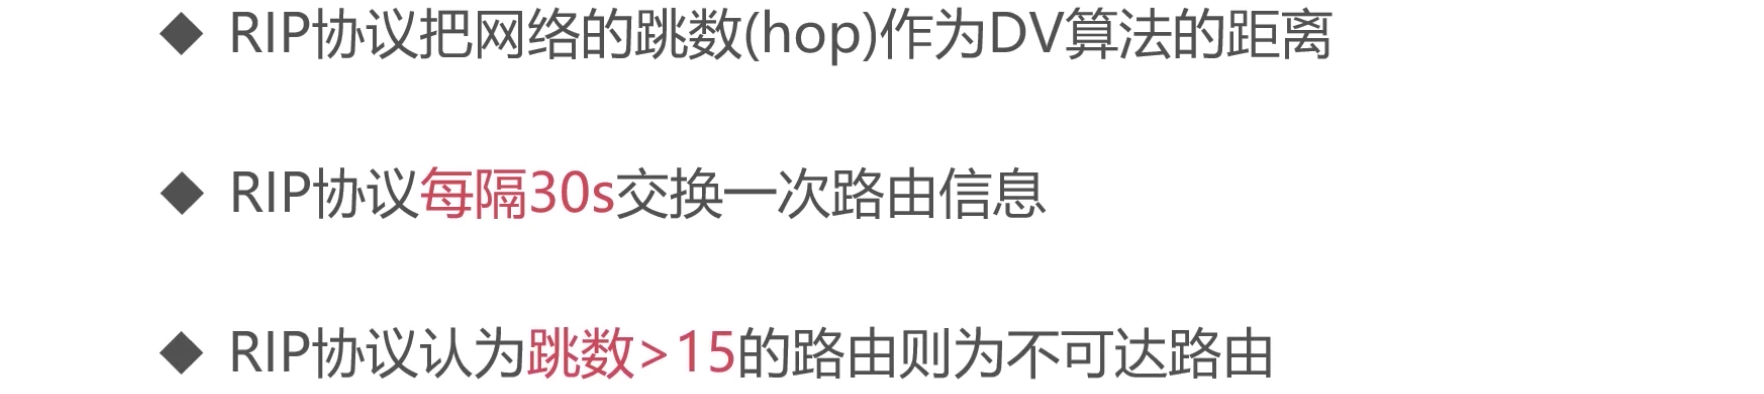 ◆ RIP协议把网络的跳数(hop)作为DV算法的距离
◆ RIP协议每隔30s交换一次路由信息
◆ RIP协议认为跳数>15的路由则为不可达路由